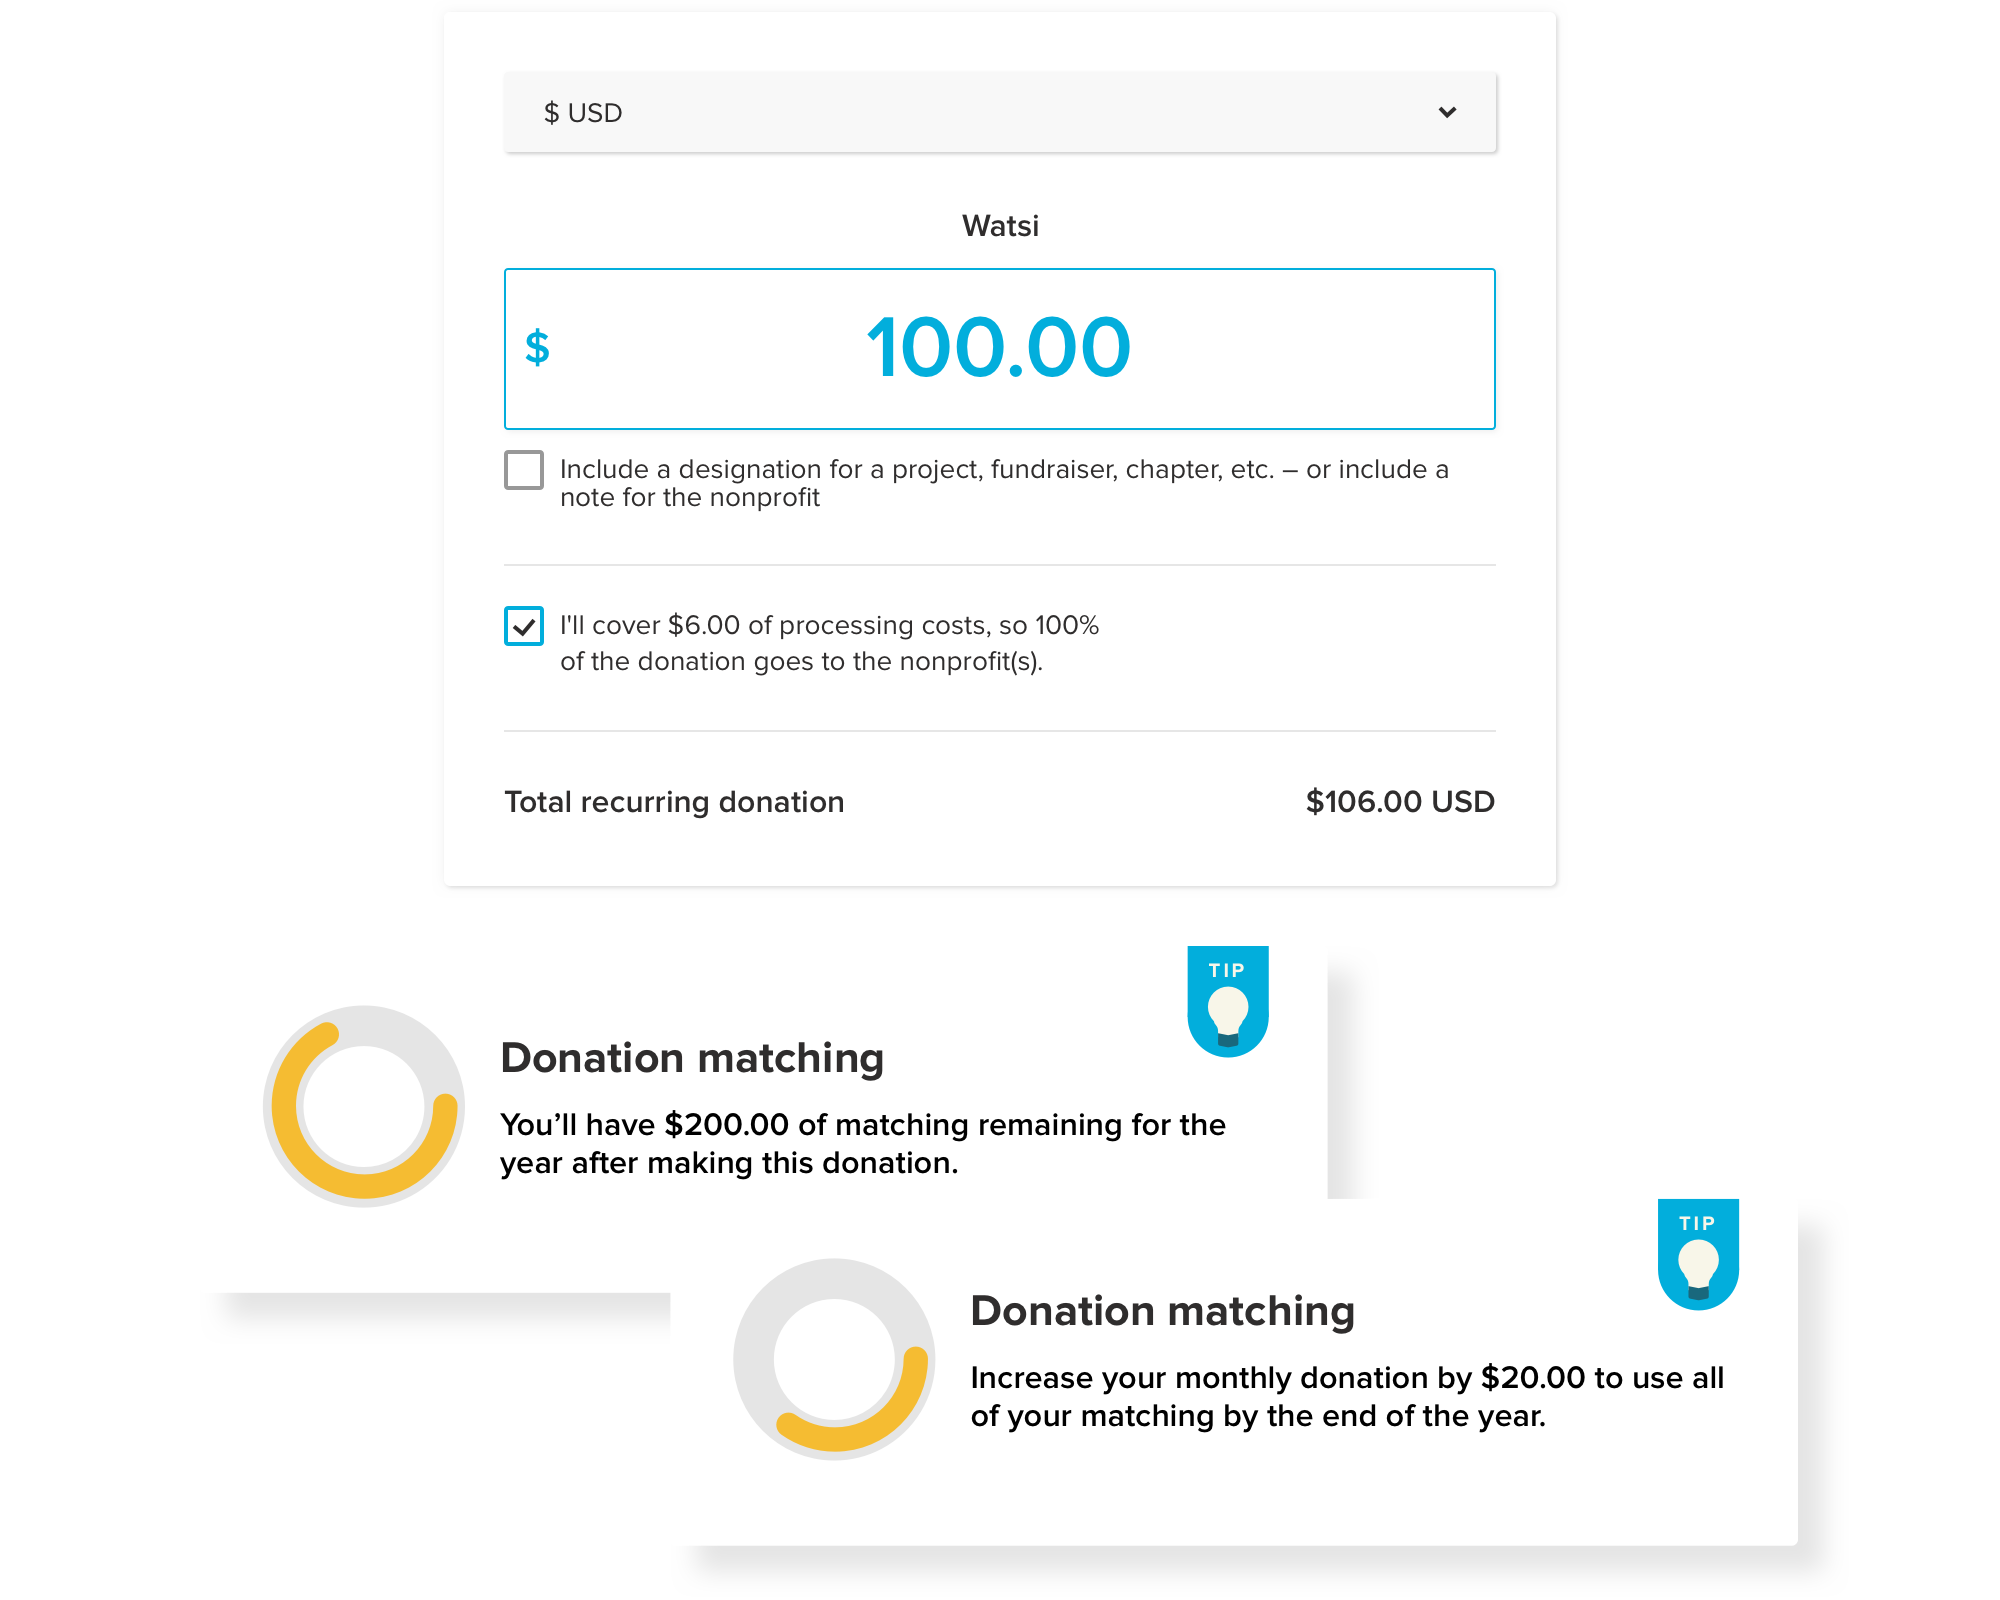 $ USD
Watsi
$ 100.00
Include a designation for a project, fundraiser, chapter, etc. – or include a
note for the nonprofit
I'll cover $6.00 of processing costs, so 100%
of the donation goes to the nonprofit(s).
Total recurring donation $106.00 USD
TIP
Donation matching
You’ll have $200.00 of matching remaining for the
year after making this donation.
TIP
Donation matching
Increase your monthly donation by $20.00 to use all
of your matching by the end of the year.